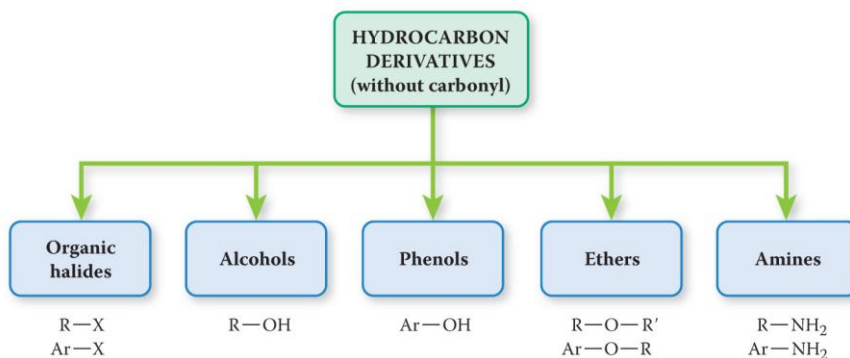 HYDROCARBON
DERIVATIVES
(without carbonyl)
Organic
halides
Alcohols
Phenols
Ethers
Amines
R—X
Ar—X
R—OH
Ar—OH
R—O—R'
Ar—O—R
R—NH₂
Ar—NH₂